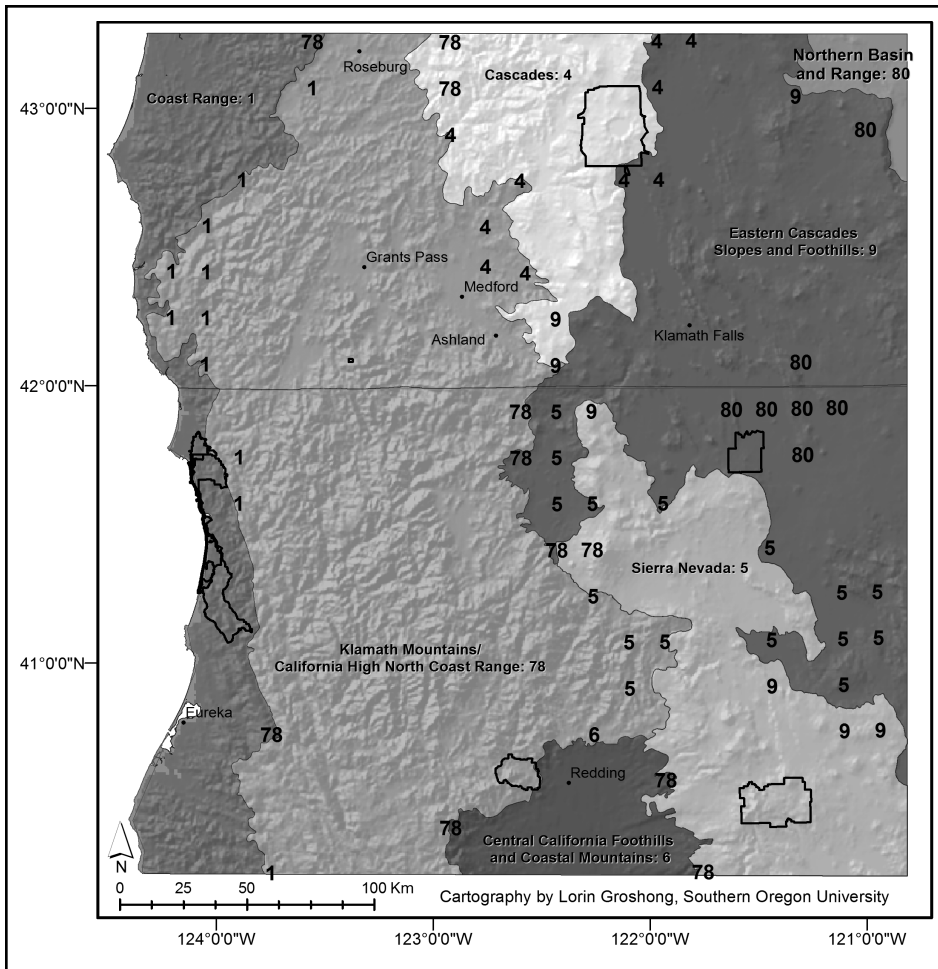 78 78 4 4
Roseburg
Northern Basin
and Range: 80
Cascades: 4
Coast Range: 1
1 78 4 9
43°0'0"N
4 80
1 4 4 4
1 4
Eastern Cascades
Slopes and Foothills: 9
Grants Pass
1 1 4 4
Medford
1 1 9
Klamath Falls
Ashland
1 9 80
42°0'0"N
78 5 9 80 80 80 80
1 78 5 80
1 5 5 5
78 78 5
Sierra Nevada: 5
5 5 5
Klamath Mountains/
California High North Coast Range: 78
5 5 5 5 5
41°0'0"N
5 9 5
Eureka
78 6 9 9
Redding
78
78
Central California Foothills
and Coastal Mountains: 6
N
1 78
0 25 50 100 Km
Cartography by Lorin Groshong, Southern Oregon University
124°0'0"W 123°0'0"W 122°0'0"W 121°0'0"W